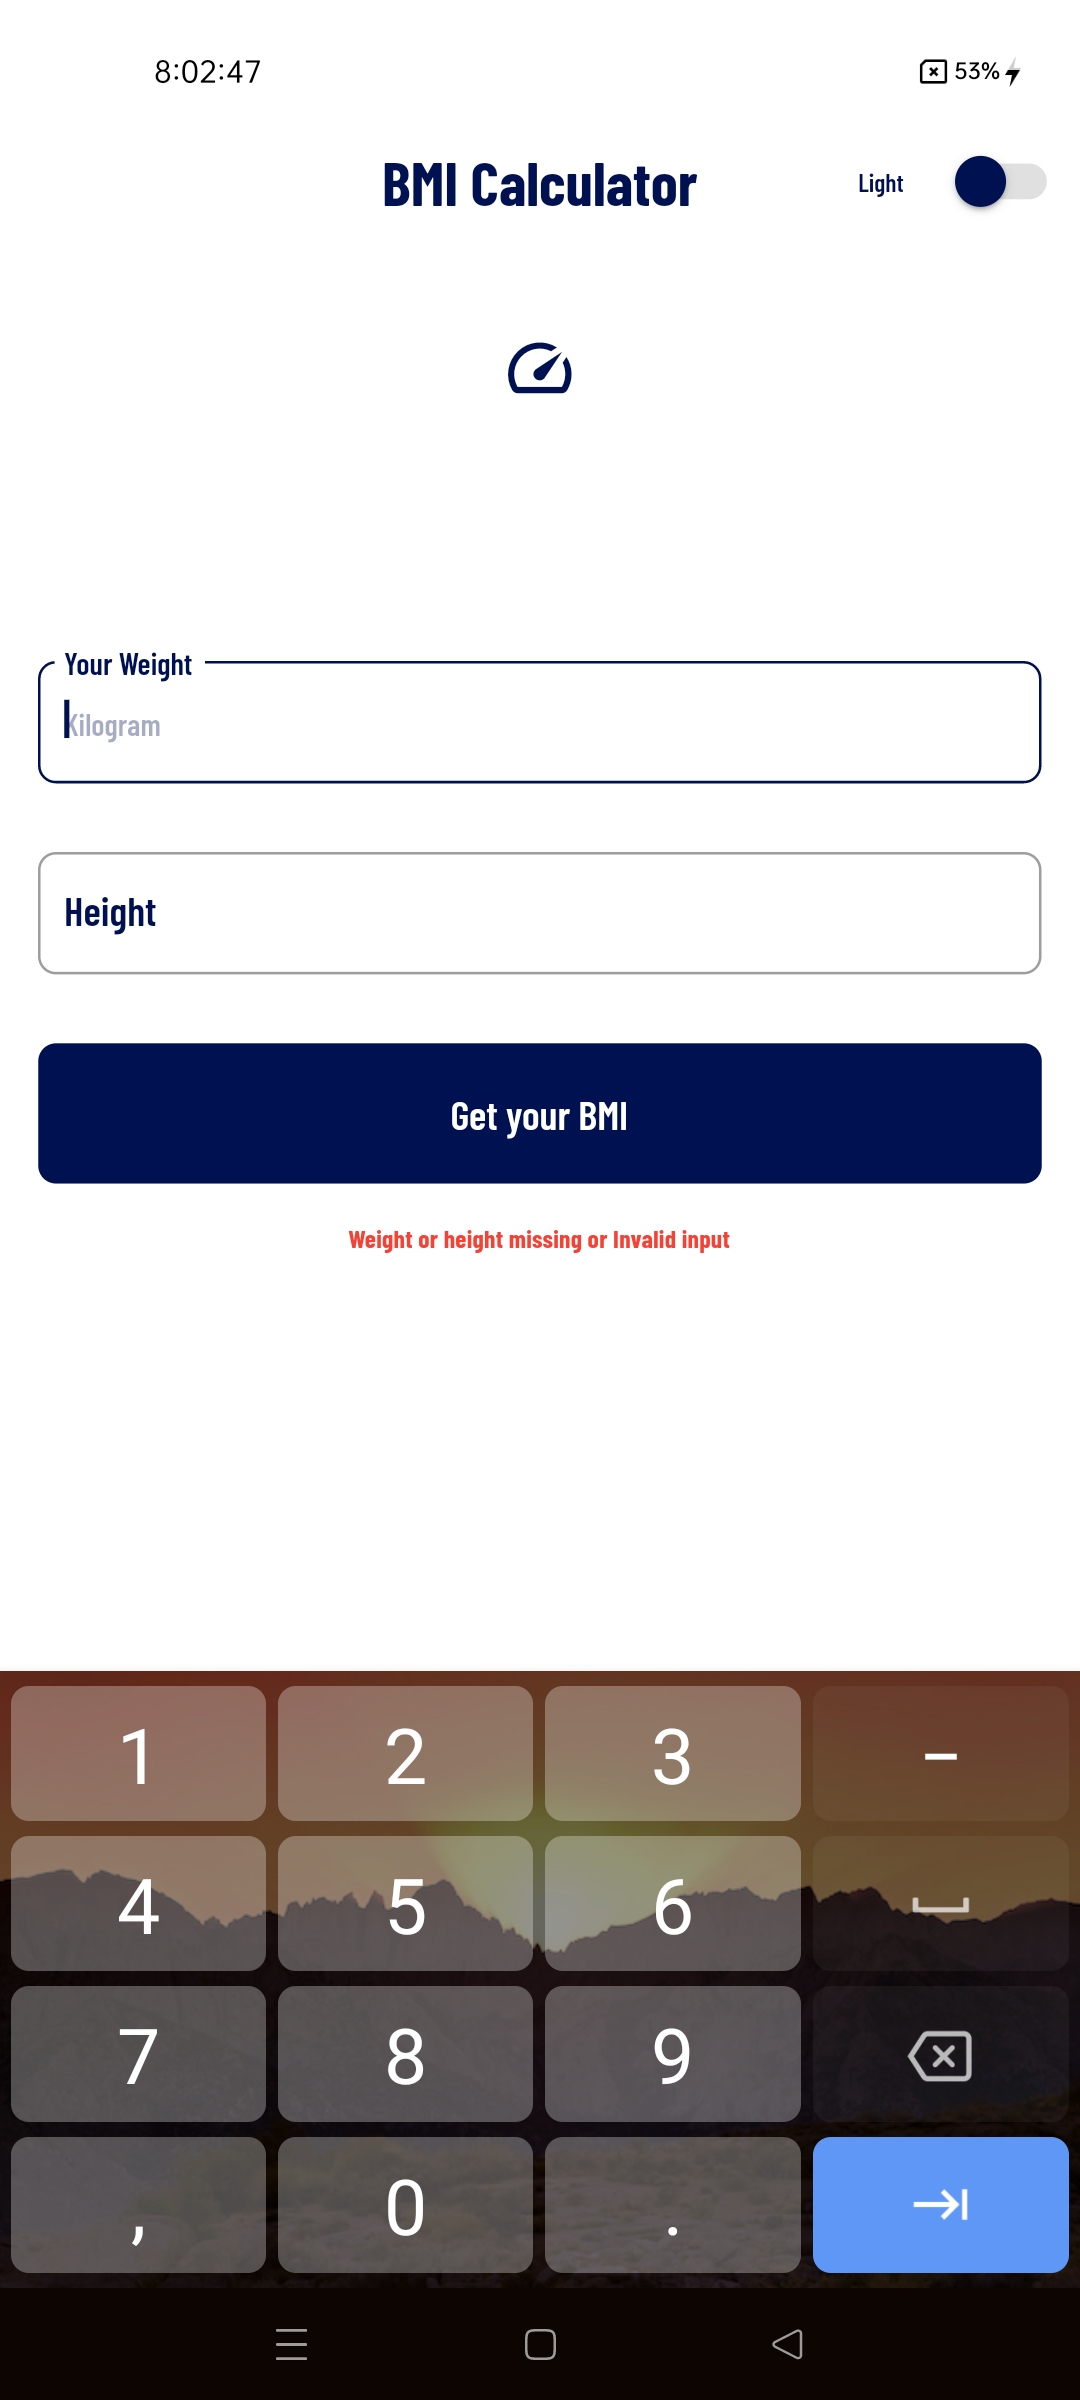 8:02:47
53%
BMI Calculator
Light
Your Weight
Kilogram
Height
Get your BMI
Weight or height missing or Invalid input
1 2 3 −
4 5 6
7 8 9
, 0 .